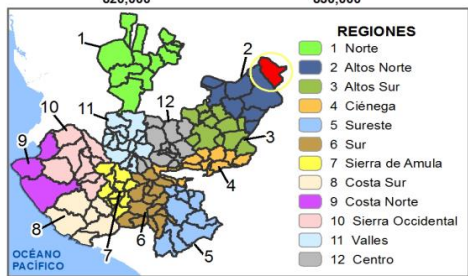 REGIONES
1 Norte
2 Altos Norte
3 Altos Sur
4 Ciénega
5 Sureste
6 Sur
7 Sierra de Amula
8 Costa Sur
9 Costa Norte
10 Sierra Occidental
11 Valles
12 Centro
1
2
10
11
12
9
3
4
8
7
6
5
OCÉANO
PACÍFICO